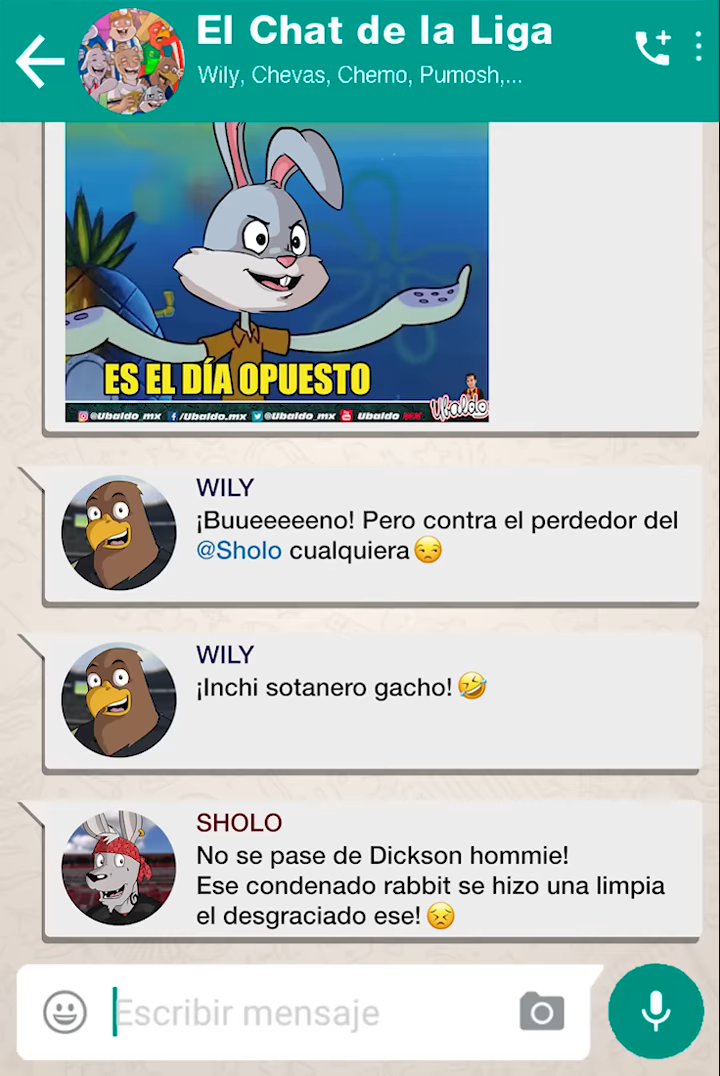 El Chat de la Liga
Wily, Chevas, Chemo, Pumosh,...
ES EL DÍA OPUESTO
@Ubaldo_mx /Ubaldo.mx @Ubaldo_mx Ubaldo
Ubaldo
WILY
¡Buueeeeeno! Pero contra el perdedor del
@Sholo cualquiera😒
WILY
¡Inchi sotanero gacho!🤣
SHOLO
No se pase de Dickson hommie!
Ese condenado rabbit se hizo una limpia
el desgraciado ese!😣
Escribir mensaje